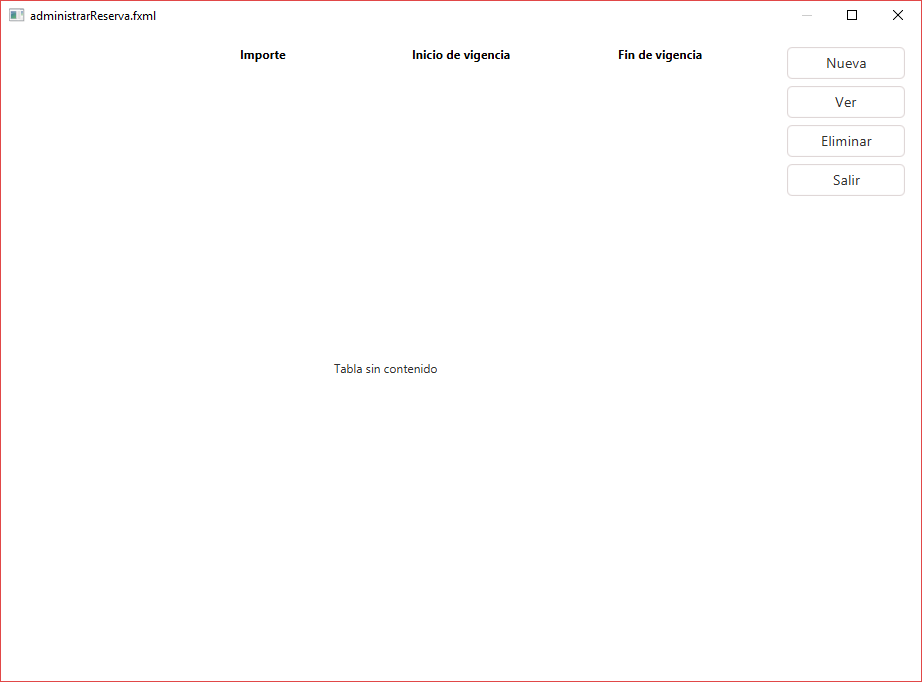 administrarReserva.fxml
Importe Inicio de vigencia Fin de vigencia
Nueva
Ver
Eliminar
Salir
Tabla sin contenido